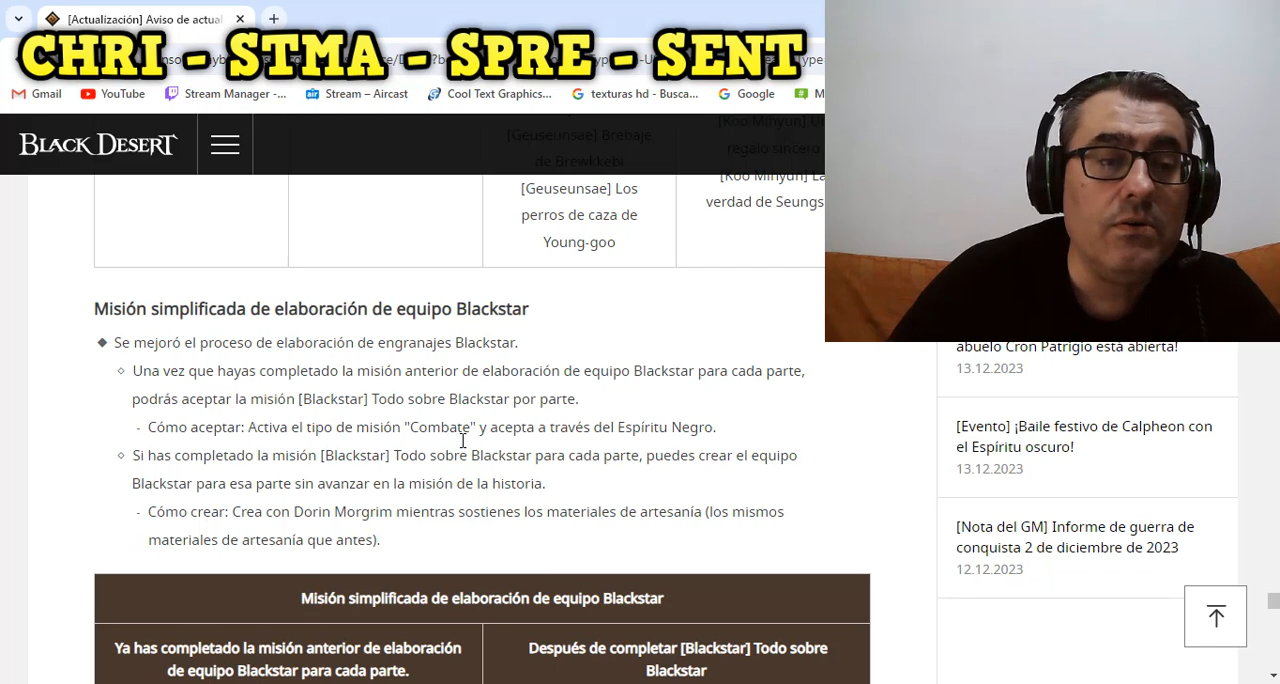 [Actualización] Aviso de actual
CHRI - STMA - SPRE - SENT
Gmail YouTube Stream Manager -... Stream – Aircast Cool Text Graphics... texturas hd - Busca... Google M
BLACK DESERT
[Geuseunsae] Brebaje
de Brewkkebi
[Geuseunsae] Los
perros de caza de
Young-goo
[Koo Minyun] Un
regalo sincero
[Koo Minyun] La
verdad de Seungs
Misión simplificada de elaboración de equipo Blackstar
Se mejoró el proceso de elaboración de engranajes Blackstar.
Una vez que hayas completado la misión anterior de elaboración de equipo Blackstar para cada parte,
podrás aceptar la misión [Blackstar] Todo sobre Blackstar por parte.
- Cómo aceptar: Activa el tipo de misión "Combate" y acepta a través del Espíritu Negro.
Si has completado la misión [Blackstar] Todo sobre Blackstar para cada parte, puedes crear el equipo
Blackstar para esa parte sin avanzar en la misión de la historia.
- Cómo crear: Crea con Dorin Morgrim mientras sostienes los materiales de artesanía (los mismos
materiales de artesanía que antes).
Misión simplificada de elaboración de equipo Blackstar
Ya has completado la misión anterior de elaboración
de equipo Blackstar para cada parte.
Después de completar [Blackstar] Todo sobre
Blackstar
abuelo Cron Patrigio está abierta!
13.12.2023
[Evento] ¡Baile festivo de Calpheon con
el Espíritu oscuro!
13.12.2023
[Nota del GM] Informe de guerra de
conquista 2 de diciembre de 2023
12.12.2023